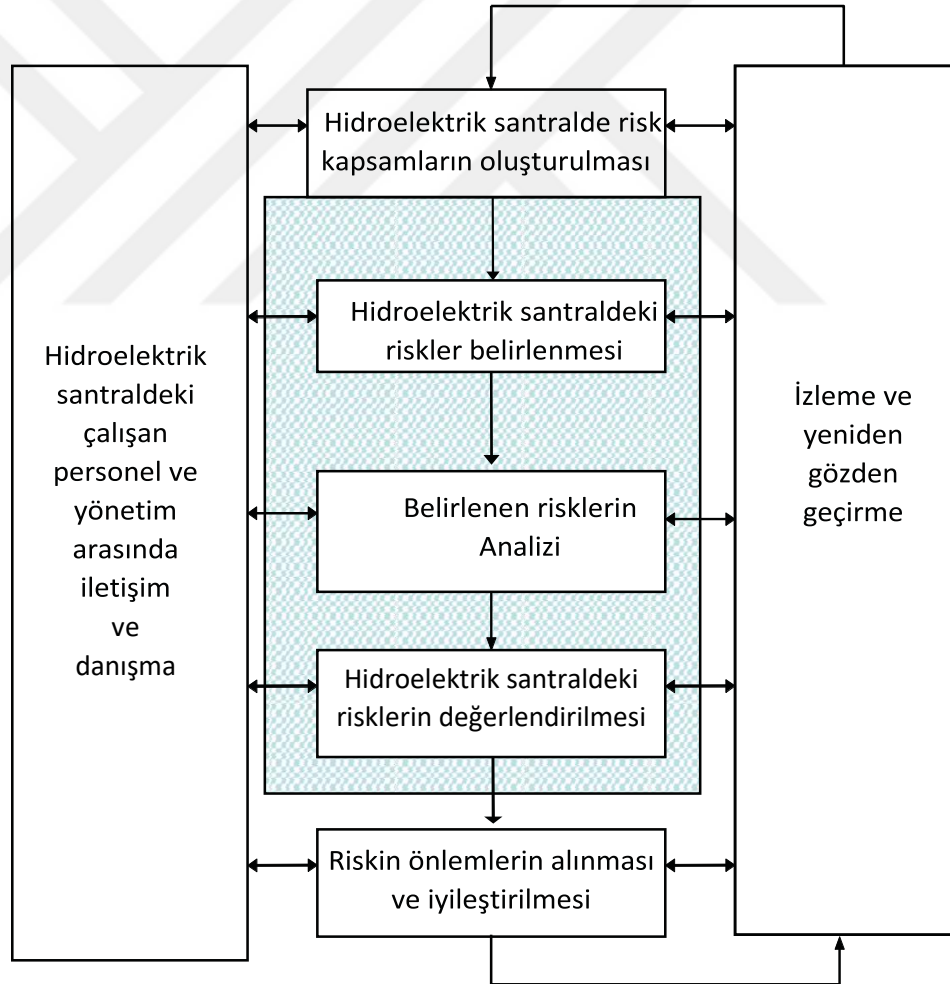 Hidroelektrik santralde risk
kapsamların oluşturulması
Hidroelektrik santraldeki
riskler belirlenmesi
Belirlenen risklerin
Analizi
Hidroelektrik santraldeki
risklerin değerlendirilmesi
Riskin önlemlerin alınması
ve iyileştirilmesi
Hidroelektrik
santraldeki
çalışan
personel ve
yönetim
arasında
iletişim
ve
danışma
İzleme ve
yeniden
gözden
geçirme